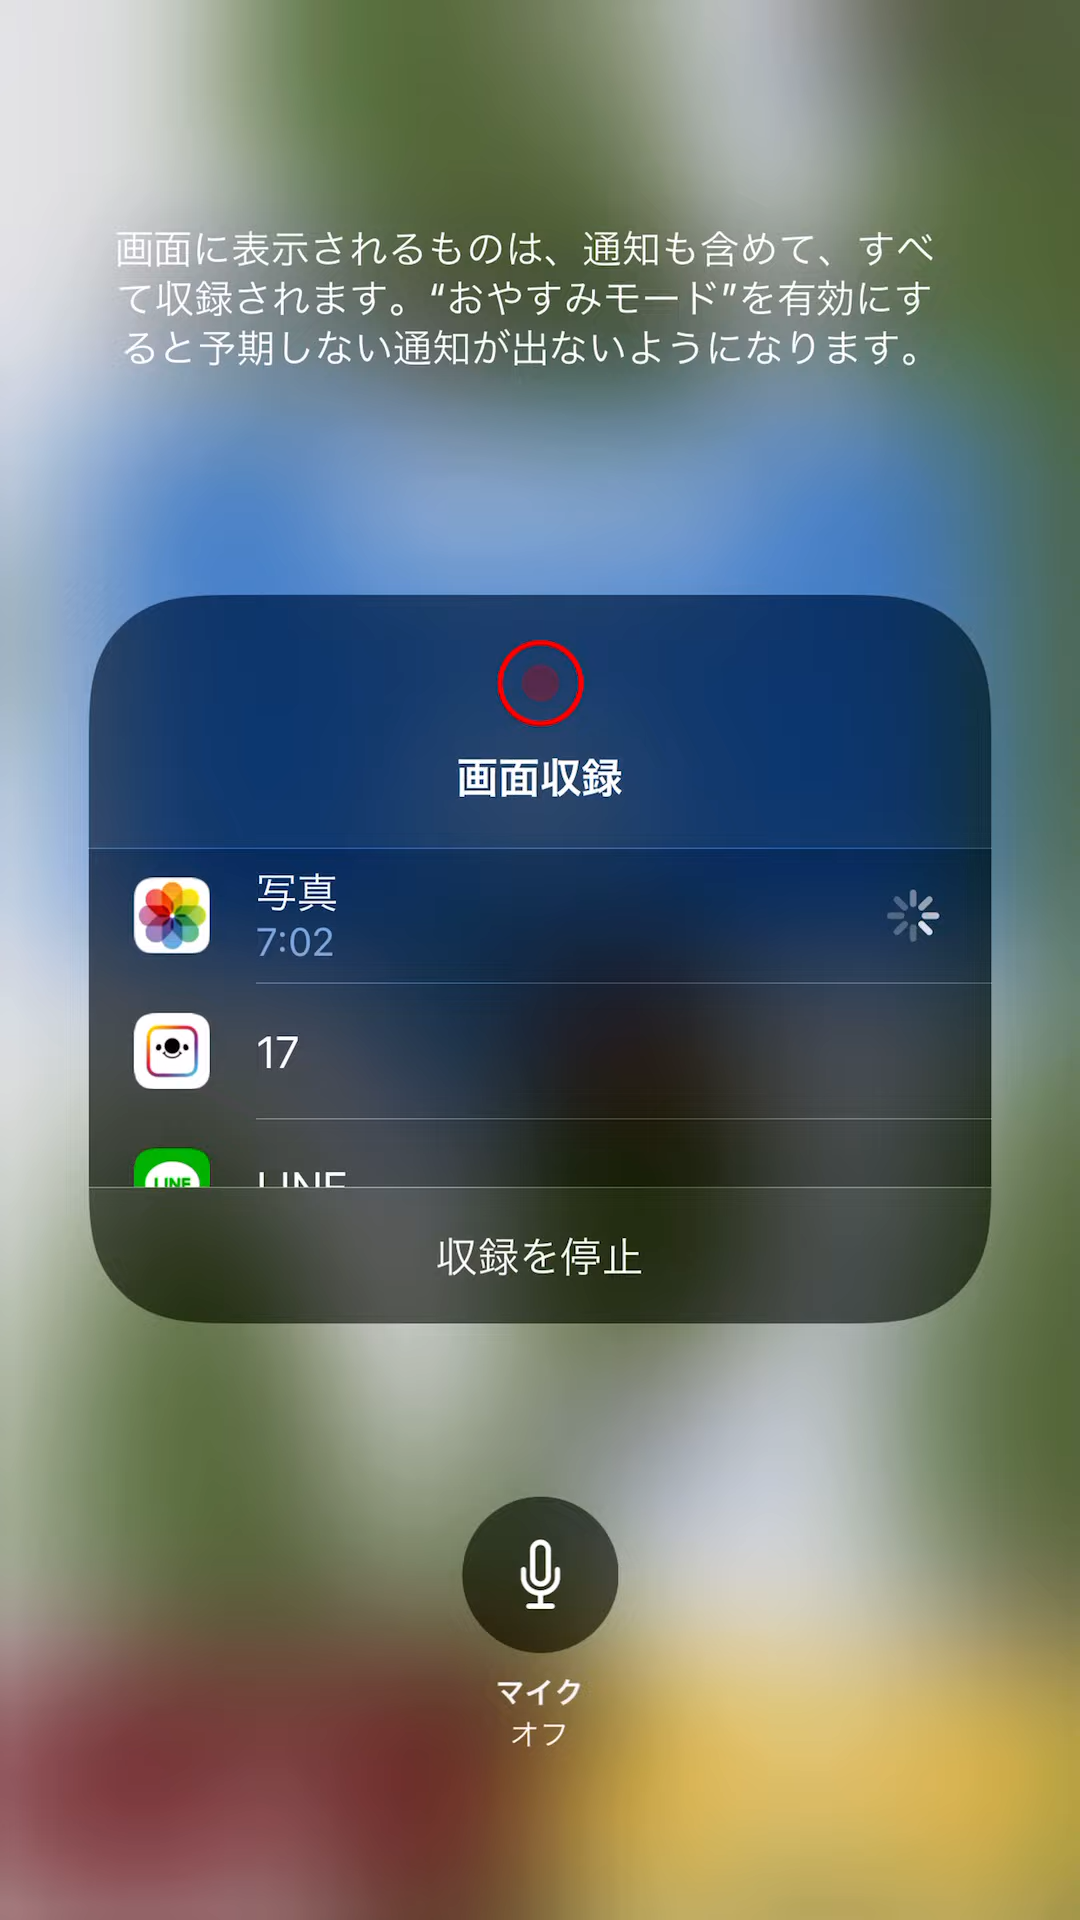 画面に表示されるものは、通知も含めて、すべ
て収録されます。“おやすみモード”を有効にす
ると予期しない通知が出ないようになります。
画面収録
写真
7:02
17
LINE
LINE
収録を停止
マイク
オフ